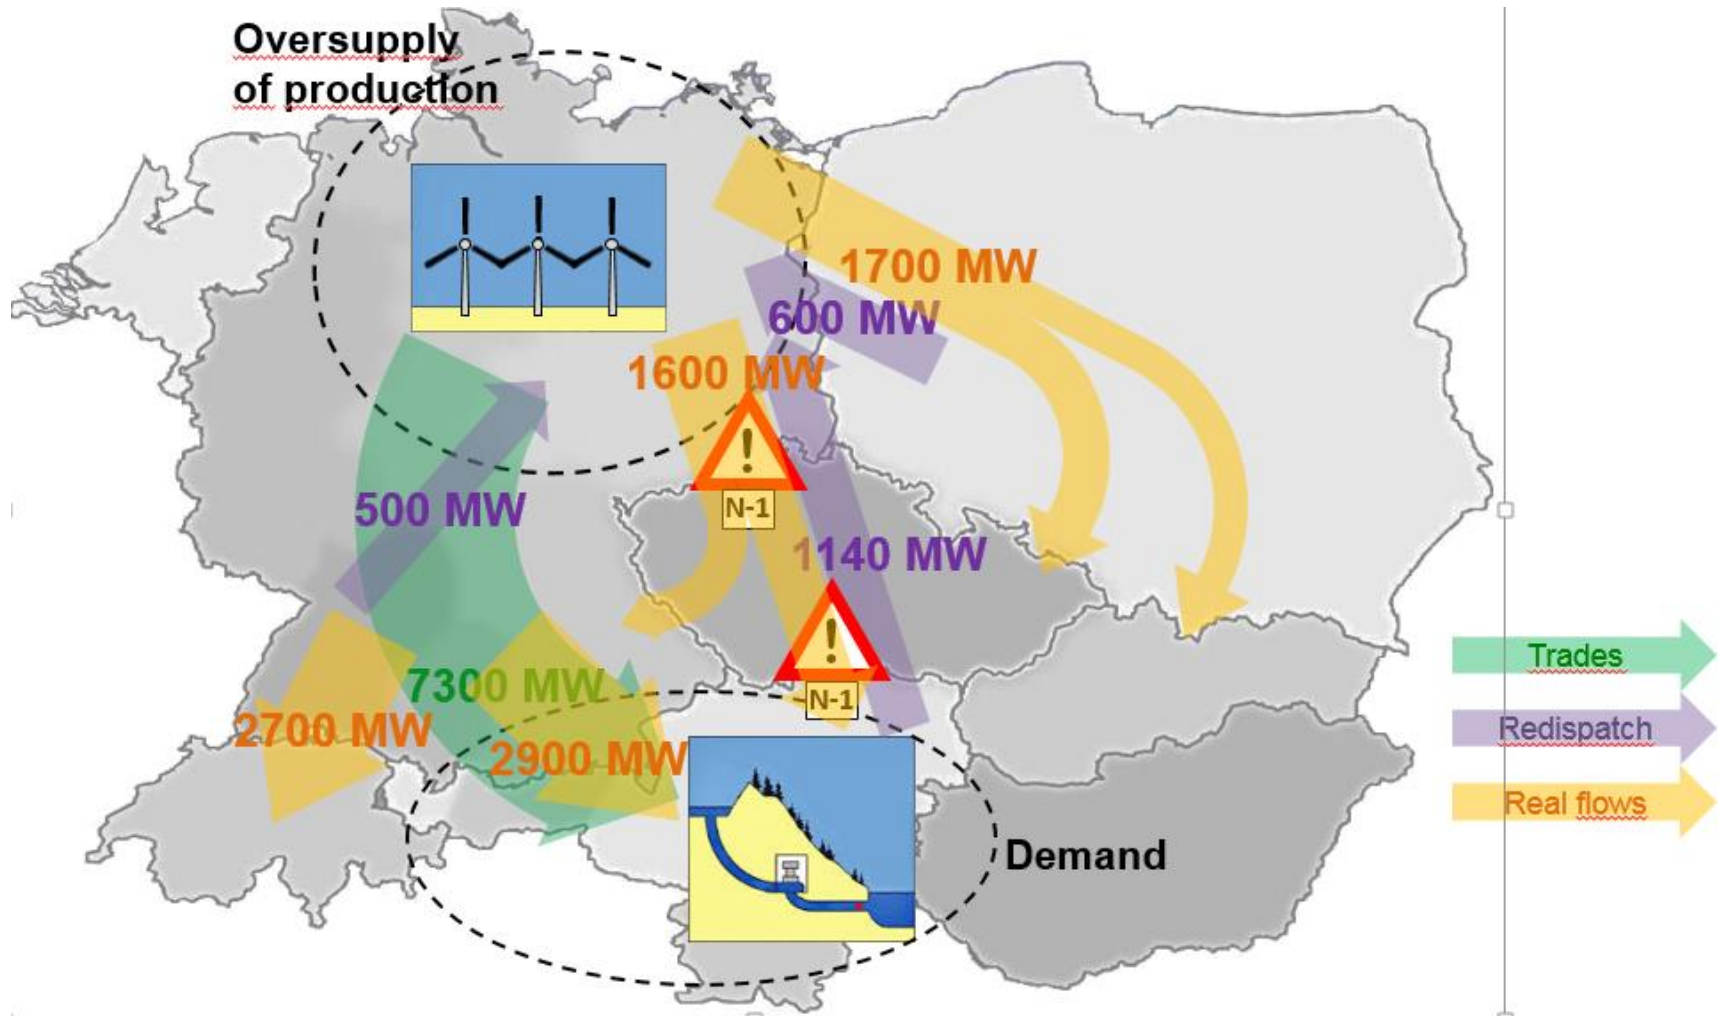 Oversupply
of production
1700 MW
600 MW
1600 MW
!
N-1
500 MW
1140 MW
!
N-1
7300 MW
2700 MW
2900 MW
Demand
Trades
Redispatch
Real flows